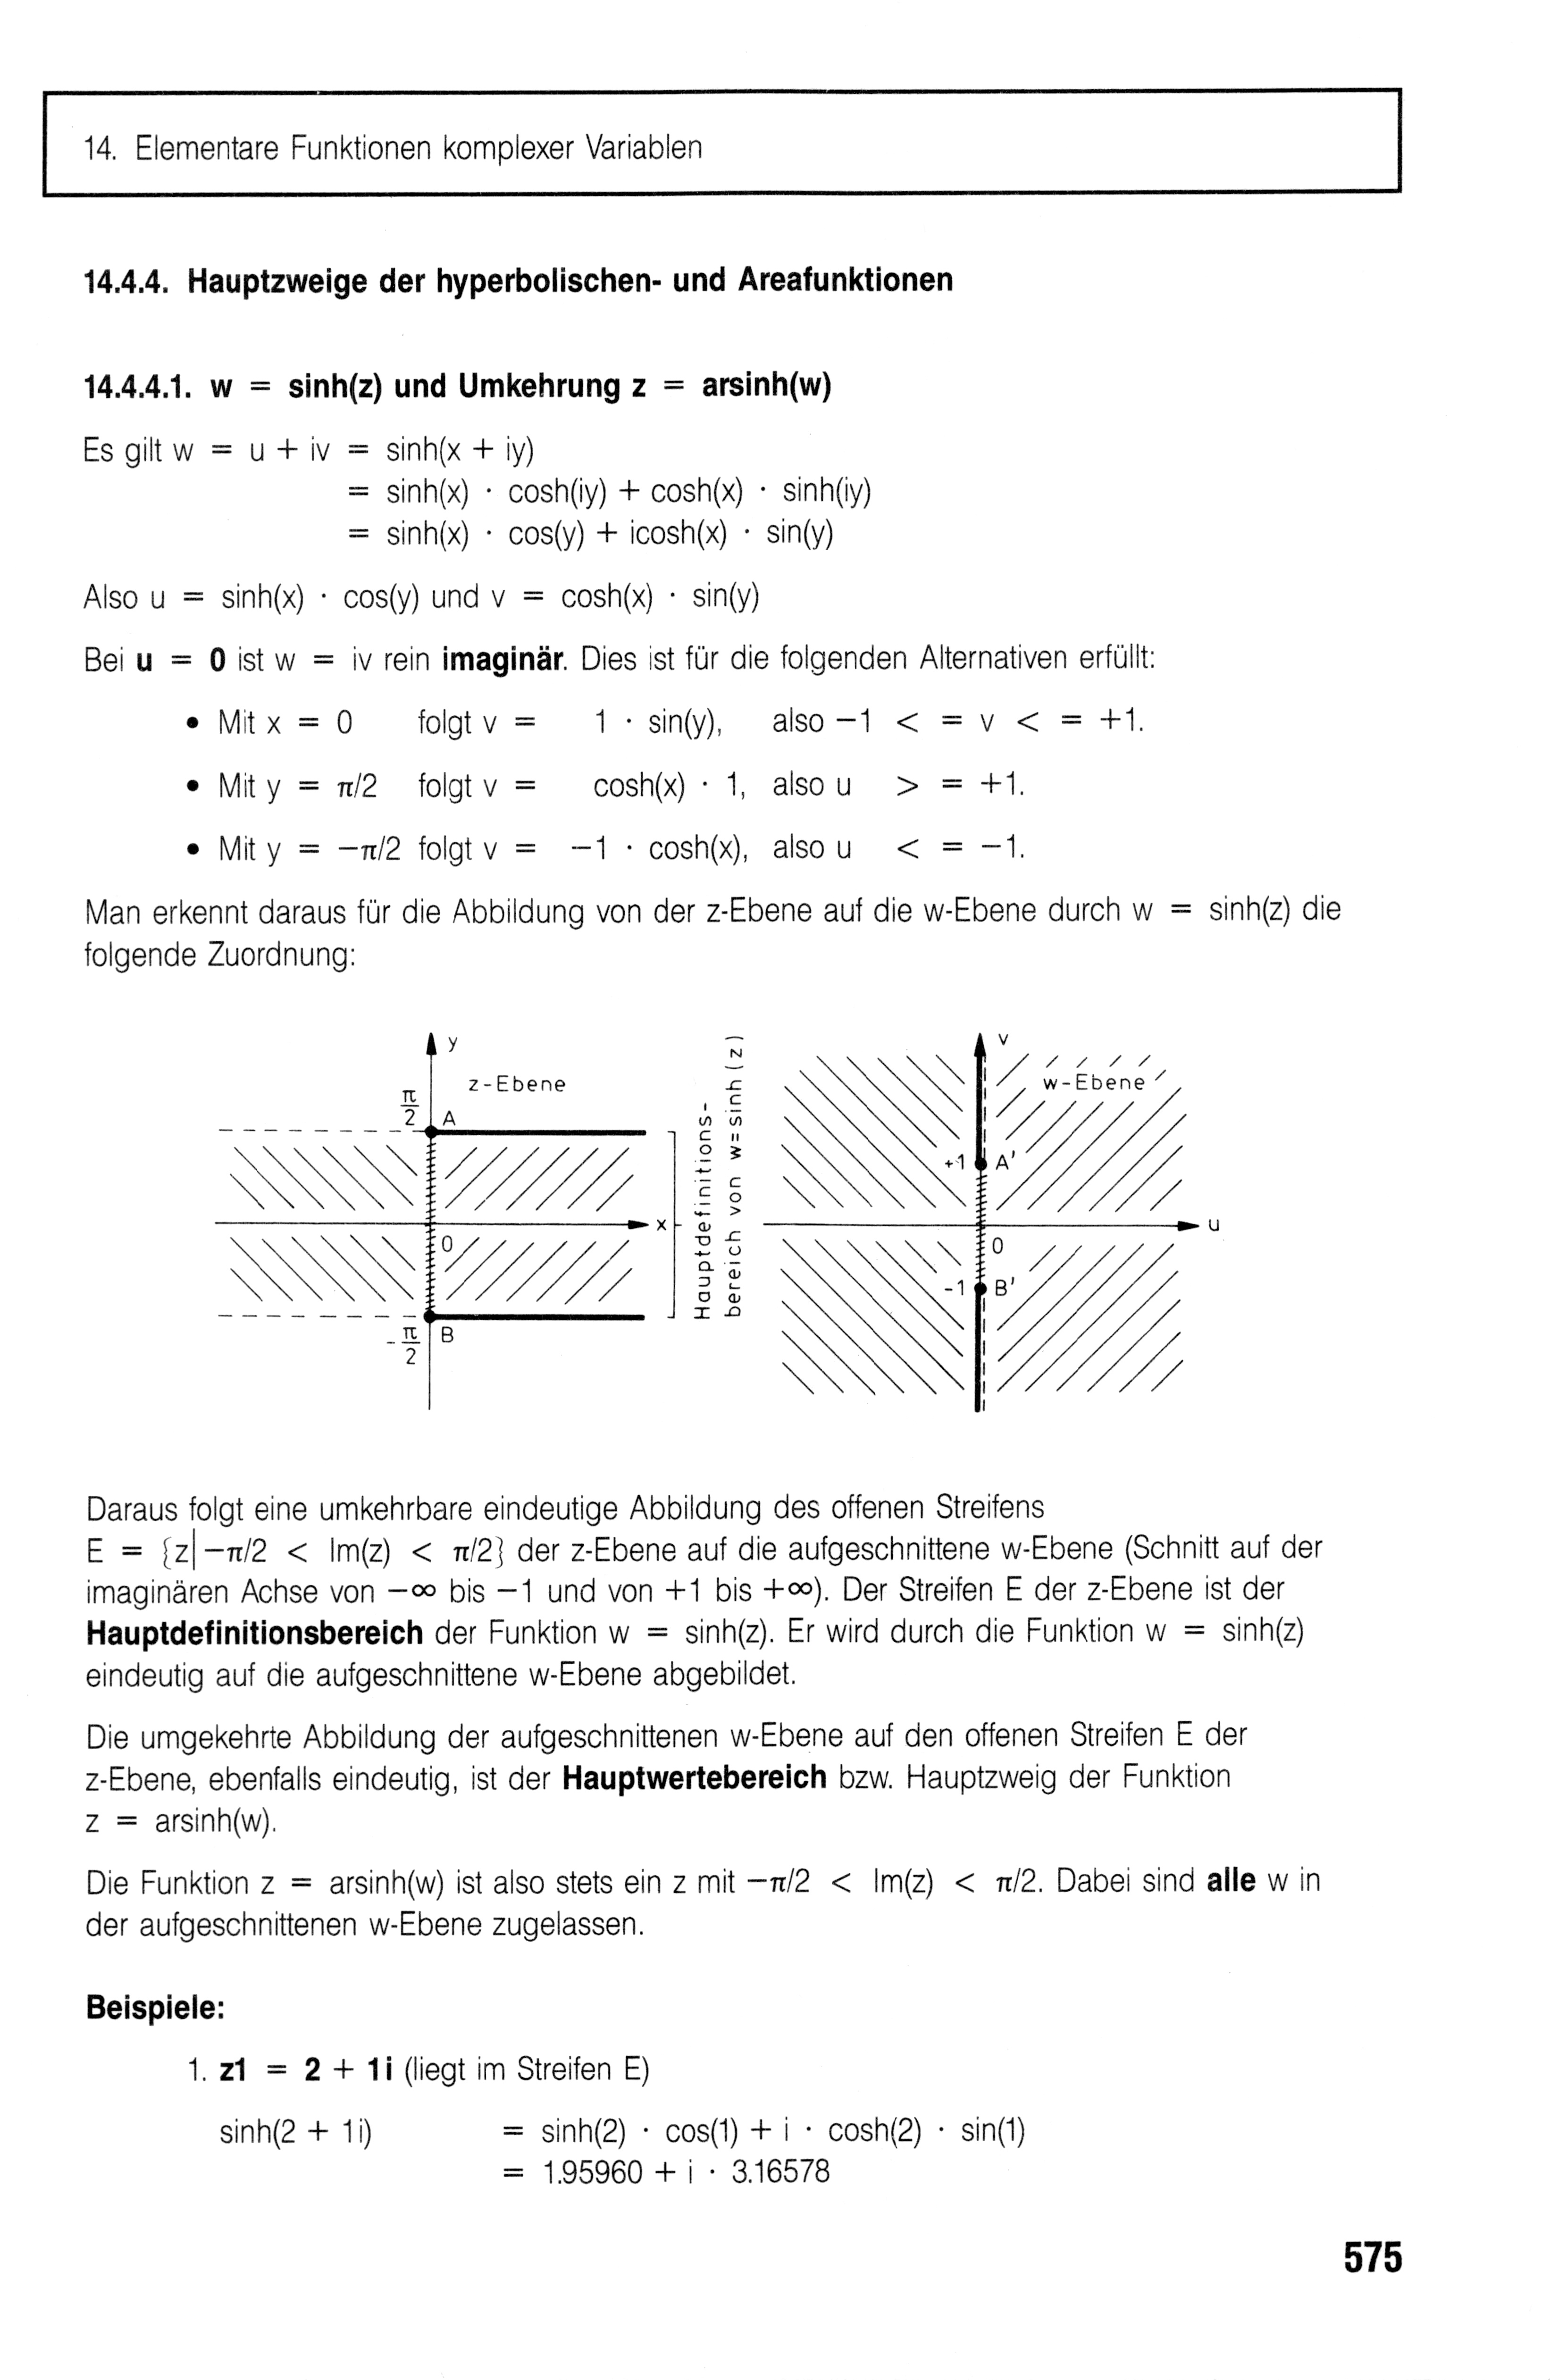 14. Elementare Funktionen komplexer Variablen
14.4.4. Hauptzweige der hyperbolischen- und Areafunktionen
14.4.4.1. w = sinh(z) und Umkehrung z = arsinh(w)
Es gilt w = u + iv = sinh(x + iy)
= sinh(x) · cosh(iy) + cosh(x) · sinh(iy)
= sinh(x) · cos(y) + icosh(x) · sin(y)
Also u = sinh(x) · cos(y) und v = cosh(x) · sin(y)
Bei u = 0 ist w = iv rein imaginär. Dies ist für die folgenden Alternativen erfüllt:
• Mit x = 0 folgt v = 1 · sin(y), also −1 < = v < = +1.
• Mit y = π/2 folgt v = cosh(x) · 1, also u > = +1.
• Mit y = −π/2 folgt v = −1 · cosh(x), also u < = −1.
Man erkennt daraus für die Abbildung von der z-Ebene auf die w-Ebene durch w = sinh(z) die
folgende Zuordnung:
y
z-Ebene
π/2
A
x
0
-π/2
B
Hauptdefinitions-
bereich von w=sinh(z)
v
w-Ebene
+1
A'
u
0
-1
B'
Daraus folgt eine umkehrbare eindeutige Abbildung des offenen Streifens
E = {z|−π/2 < Im(z) < π/2} der z-Ebene auf die aufgeschnittene w-Ebene (Schnitt auf der
imaginären Achse von −∞ bis −1 und von +1 bis +∞). Der Streifen E der z-Ebene ist der
Hauptdefinitionsbereich der Funktion w = sinh(z). Er wird durch die Funktion w = sinh(z)
eindeutig auf die aufgeschnittene w-Ebene abgebildet.
Die umgekehrte Abbildung der aufgeschnittenen w-Ebene auf den offenen Streifen E der
z-Ebene, ebenfalls eindeutig, ist der Hauptwertebereich bzw. Hauptzweig der Funktion
z = arsinh(w).
Die Funktion z = arsinh(w) ist also stets ein z mit −π/2 < Im(z) < π/2. Dabei sind alle w in
der aufgeschnittenen w-Ebene zugelassen.
Beispiele:
1. z1 = 2 + 1i (liegt im Streifen E)
sinh(2 + 1i) = sinh(2) · cos(1) + i · cosh(2) · sin(1)
= 1.95960 + i · 3.16578
575